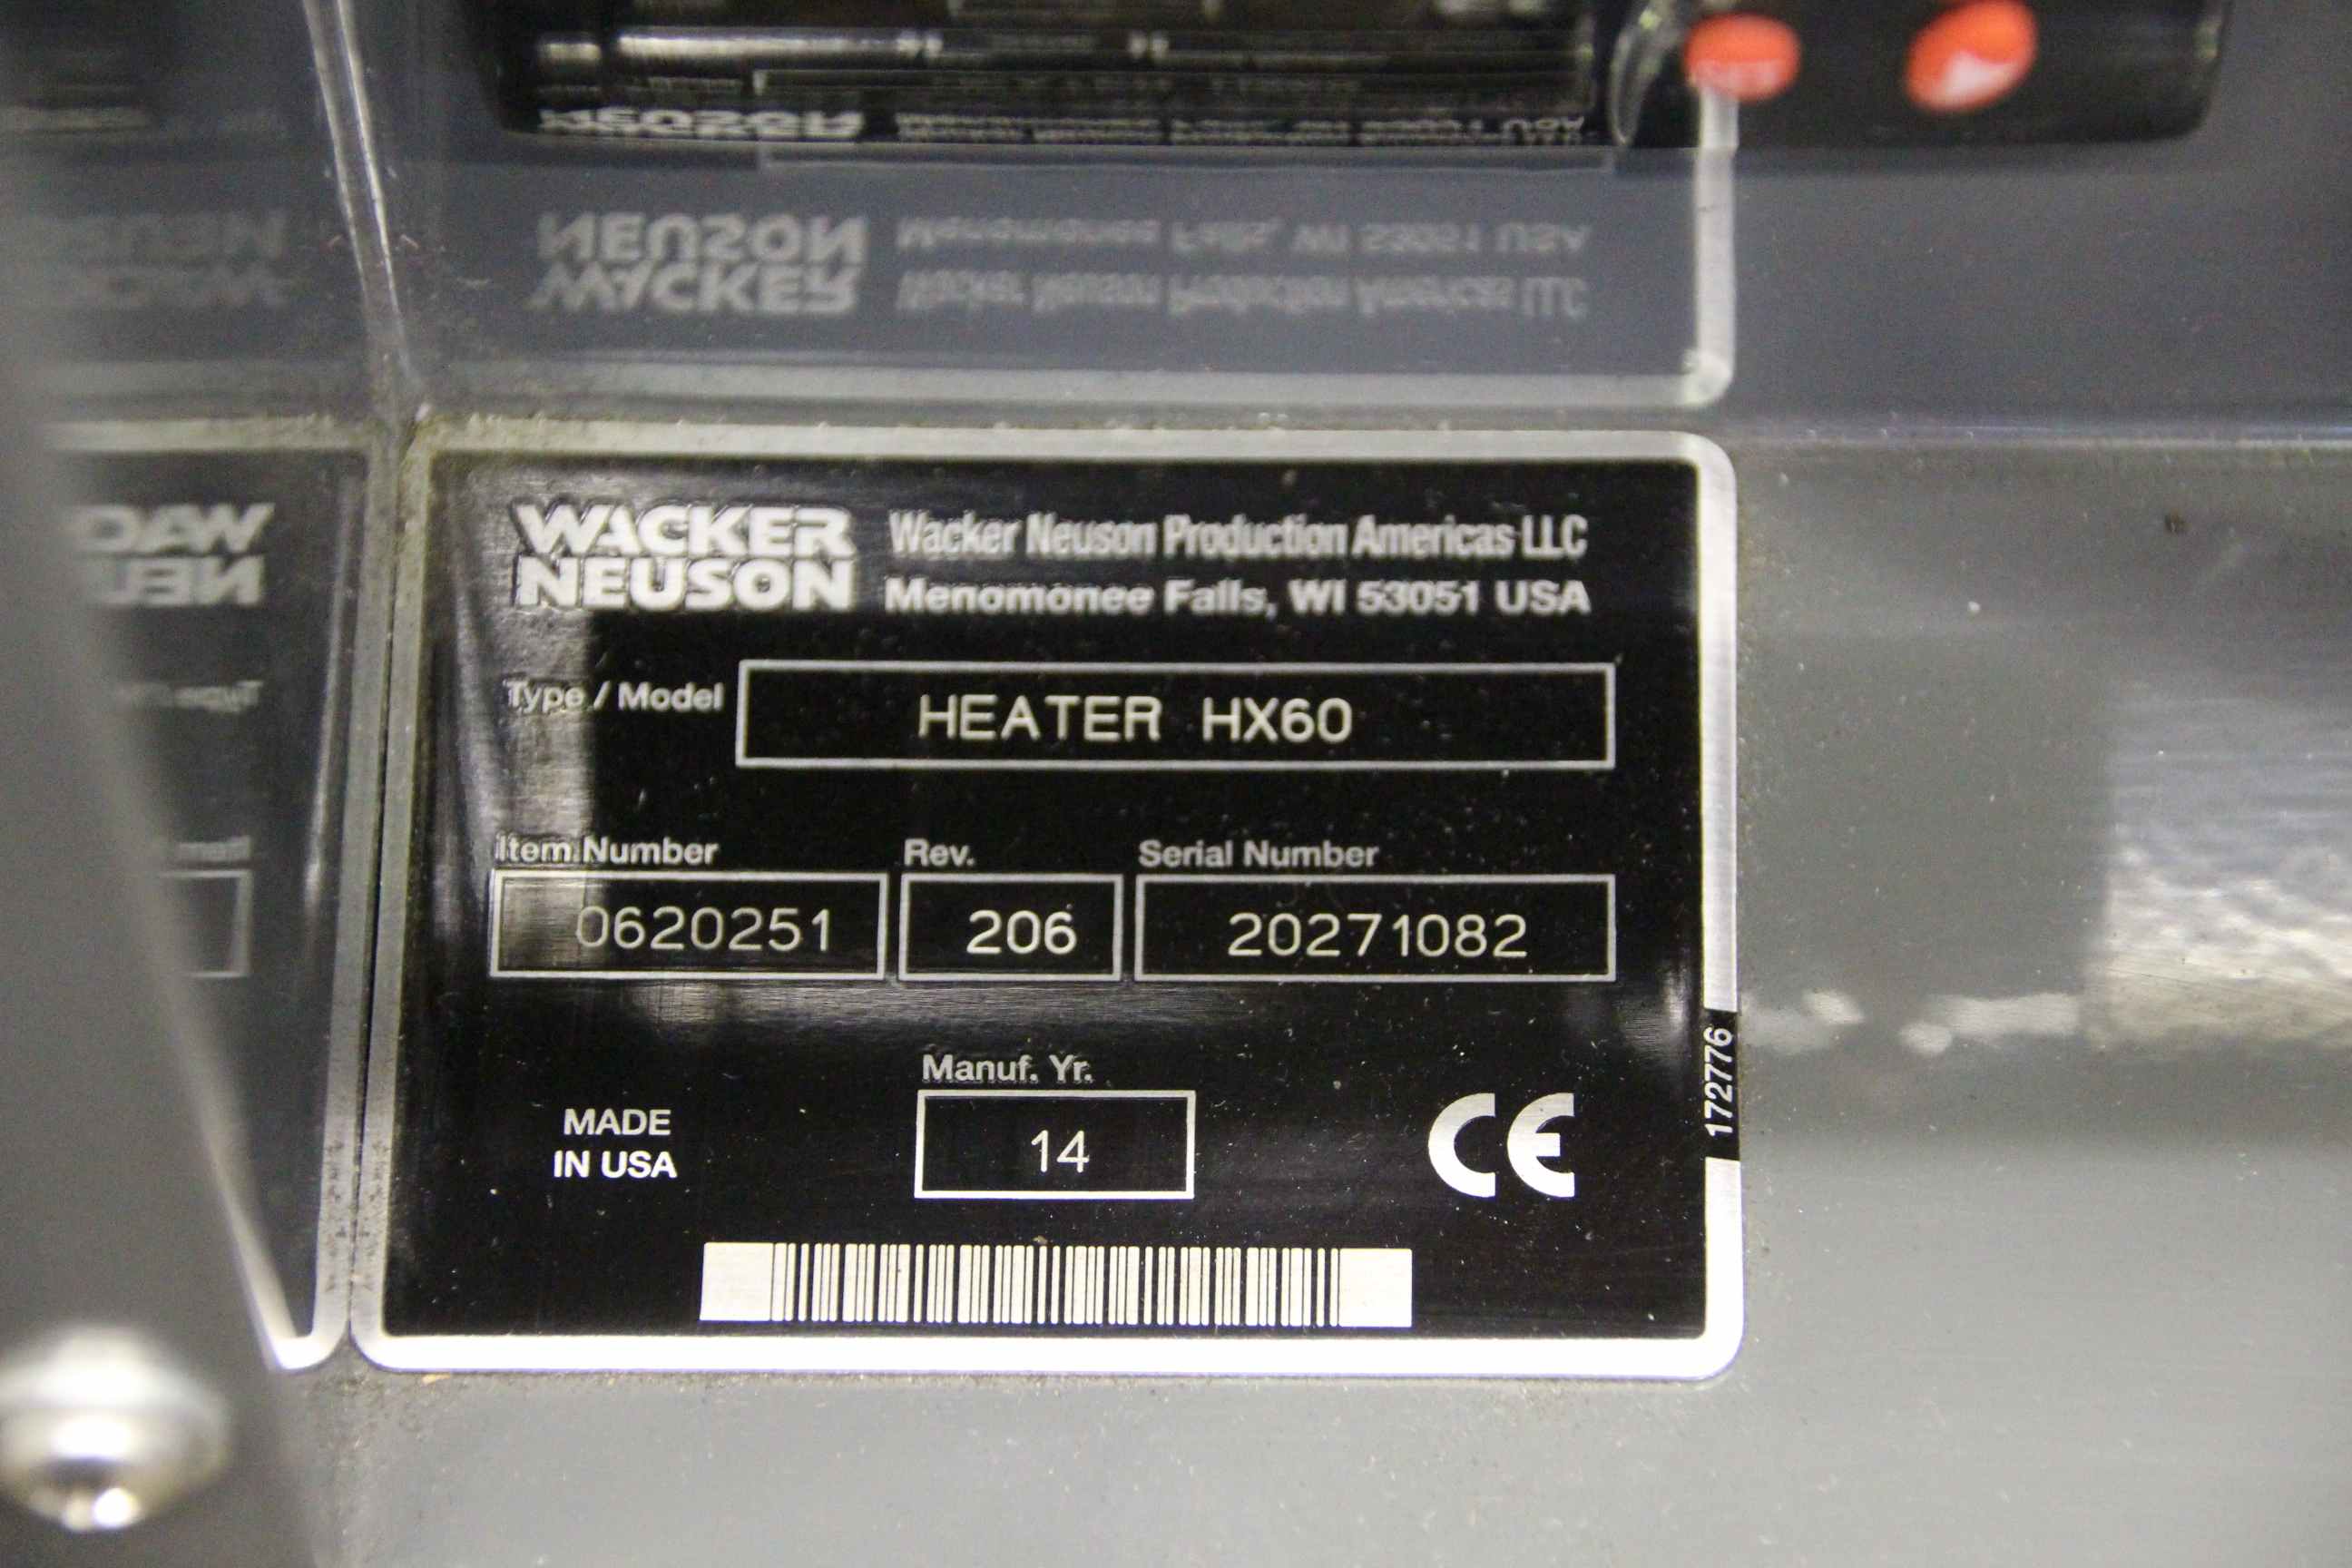 WACKER
NEUSON
Wacker Neuson Production Americas LLC
Menomonee Falls, WI 53051 USA
Type / Model
HEATER HX60
Item Number
Rev.
Serial Number
0620251
206
20271082
Manuf. Yr.
14
MADE
IN USA
CE
172776